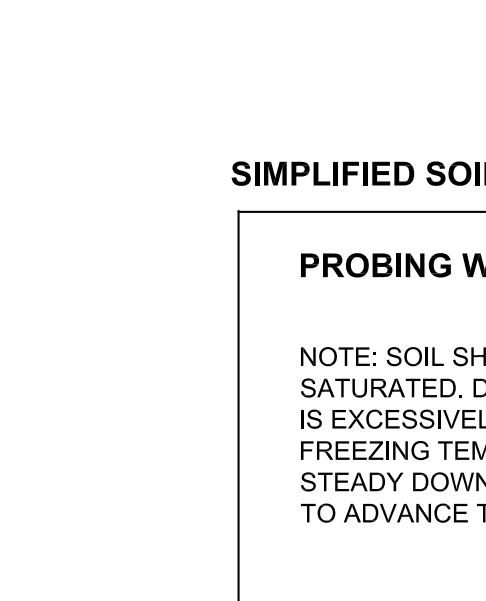 SIMPLIFIED SOI
PROBING W
NOTE: SOIL SH
SATURATED. D
IS EXCESSIVEL
FREEZING TEM
STEADY DOWN
TO ADVANCE T